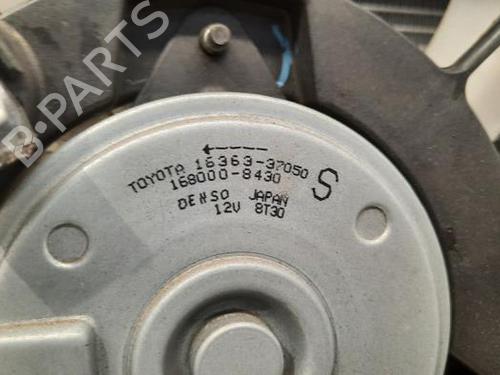 B-PARTS
TOYOTA 16363-37050
168000-8430 S
DENSO JAPAN
12V 8T30